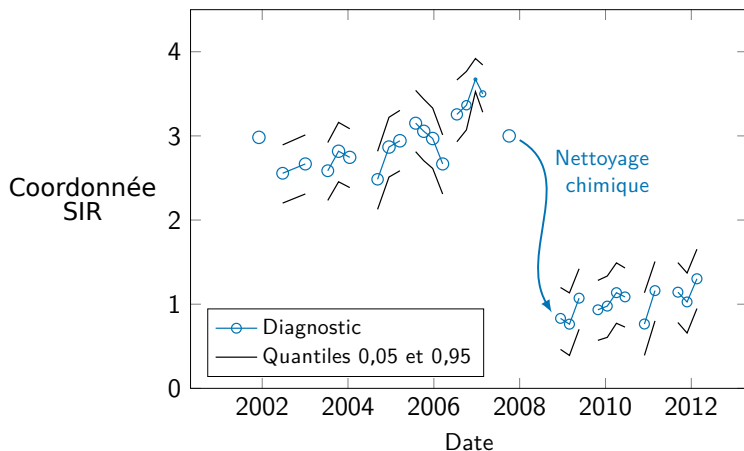 4
3
2
1
0
Coordonnée
SIR
Nettoyage
chimique
Diagnostic
Quantiles 0,05 et 0,95
2002 2004 2006 2008 2010 2012
Date